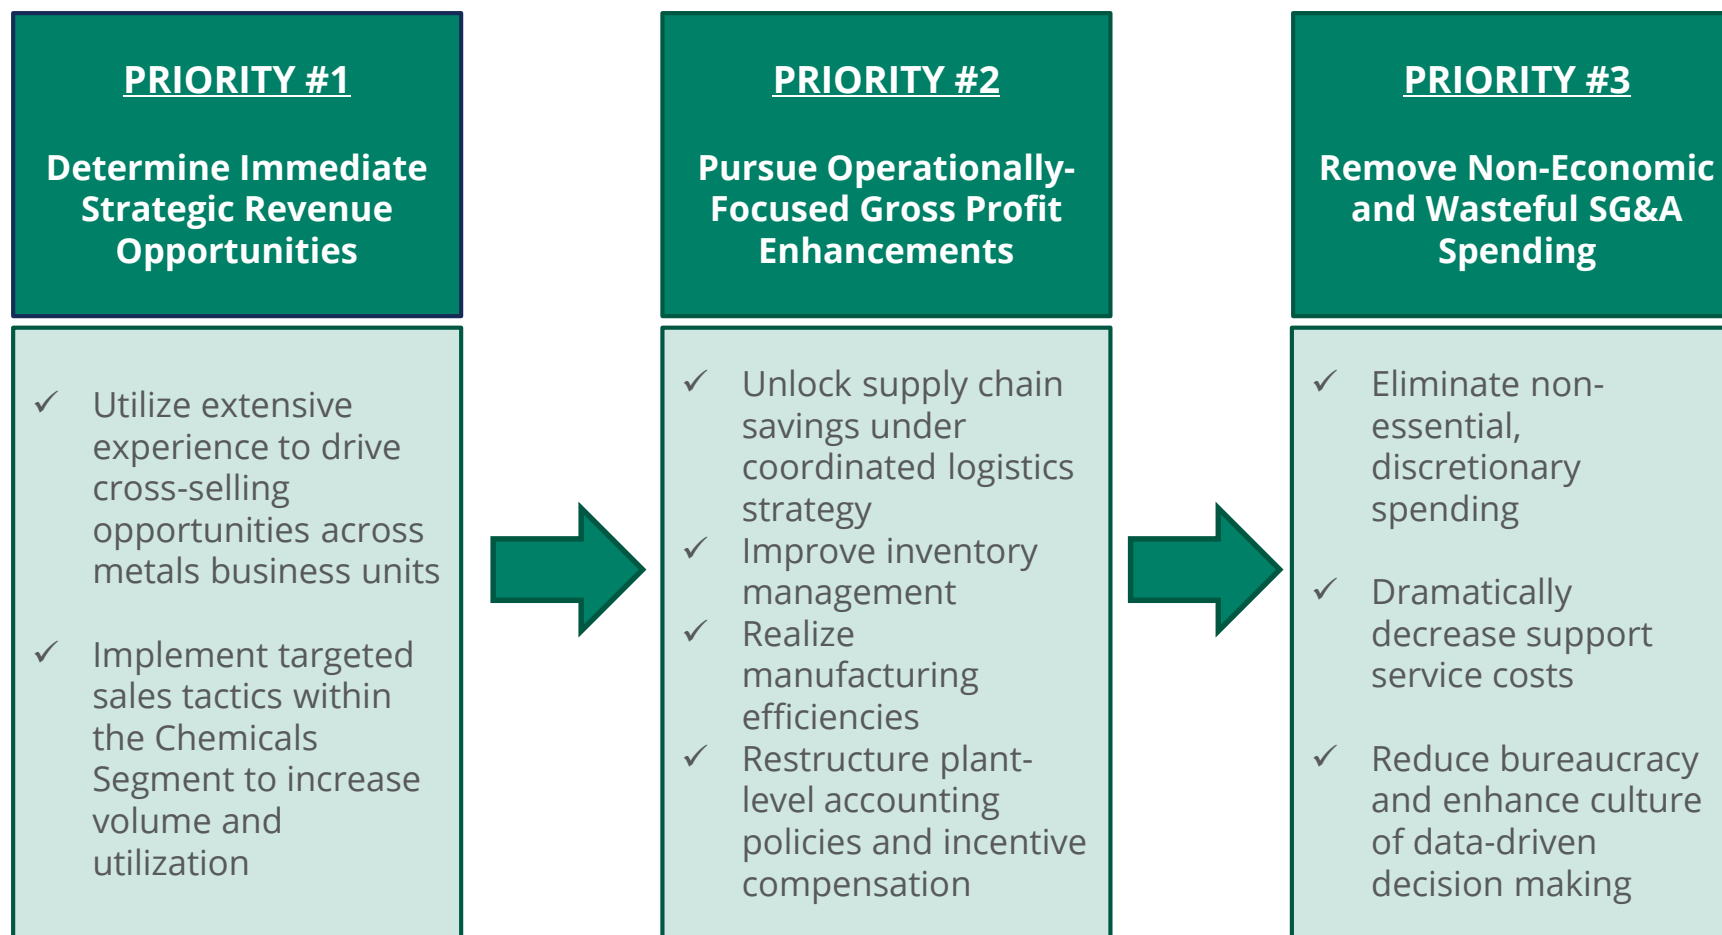 PRIORITY #1
Determine Immediate
Strategic Revenue
Opportunities
✓ Utilize extensive
experience to drive
cross-selling
opportunities across
metals business units
✓ Implement targeted
sales tactics within
the Chemicals
Segment to increase
volume and
utilization
PRIORITY #2
Pursue Operationally-
Focused Gross Profit
Enhancements
✓ Unlock supply chain
savings under
coordinated logistics
strategy
✓ Improve inventory
management
✓ Realize
manufacturing
efficiencies
✓ Restructure plant-
level accounting
policies and incentive
compensation
PRIORITY #3
Remove Non-Economic
and Wasteful SG&A
Spending
✓ Eliminate non-
essential,
discretionary
spending
✓ Dramatically
decrease support
service costs
✓ Reduce bureaucracy
and enhance culture
of data-driven
decision making